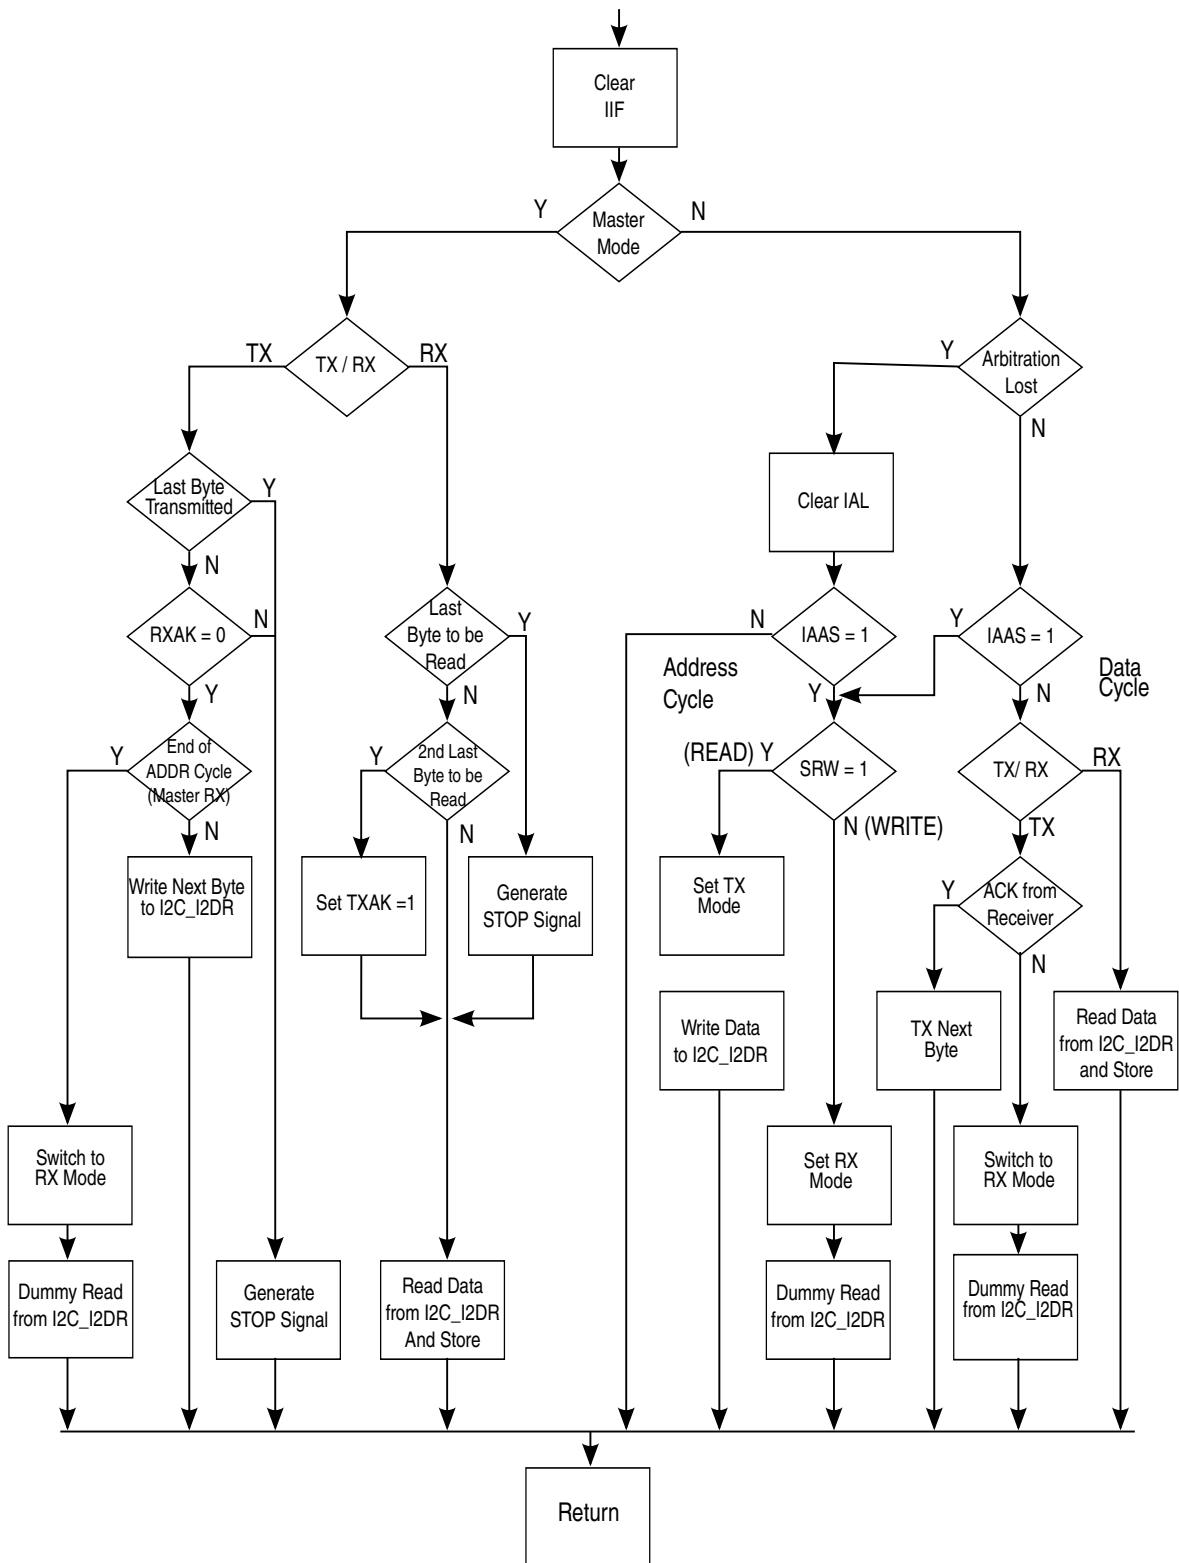 Clear
IIF
Y
Master
Mode
N
TX
TX / RX
RX
Y
Arbitration
Lost
N
Last Byte
Transmitted
Y
N
Clear IAL
RXAK = 0
N
Y
Last
Byte to be
Read
Y
N
N
IAAS = 1
Y
Y
IAAS = 1
N
Address
Cycle
Data
Cycle
Y
End of
ADDR Cycle
(Master RX)
N
Y
2nd Last
Byte to be
Read
N
(READ) Y
SRW = 1
N (WRITE)
TX/ RX
RX
TX
Write Next Byte
to I2C_I2DR
Set TXAK =1
Generate
STOP Signal
Set TX
Mode
Y
ACK from
Receiver
N
Write Data
to I2C_I2DR
TX Next
Byte
Read Data
from I2C_I2DR
and Store
Switch to
RX Mode
Set RX
Mode
Switch to
RX Mode
Dummy Read
from I2C_I2DR
Generate
STOP Signal
Read Data
from I2C_I2DR
And Store
Dummy Read
from I2C_I2DR
Dummy Read
from I2C_I2DR
Return